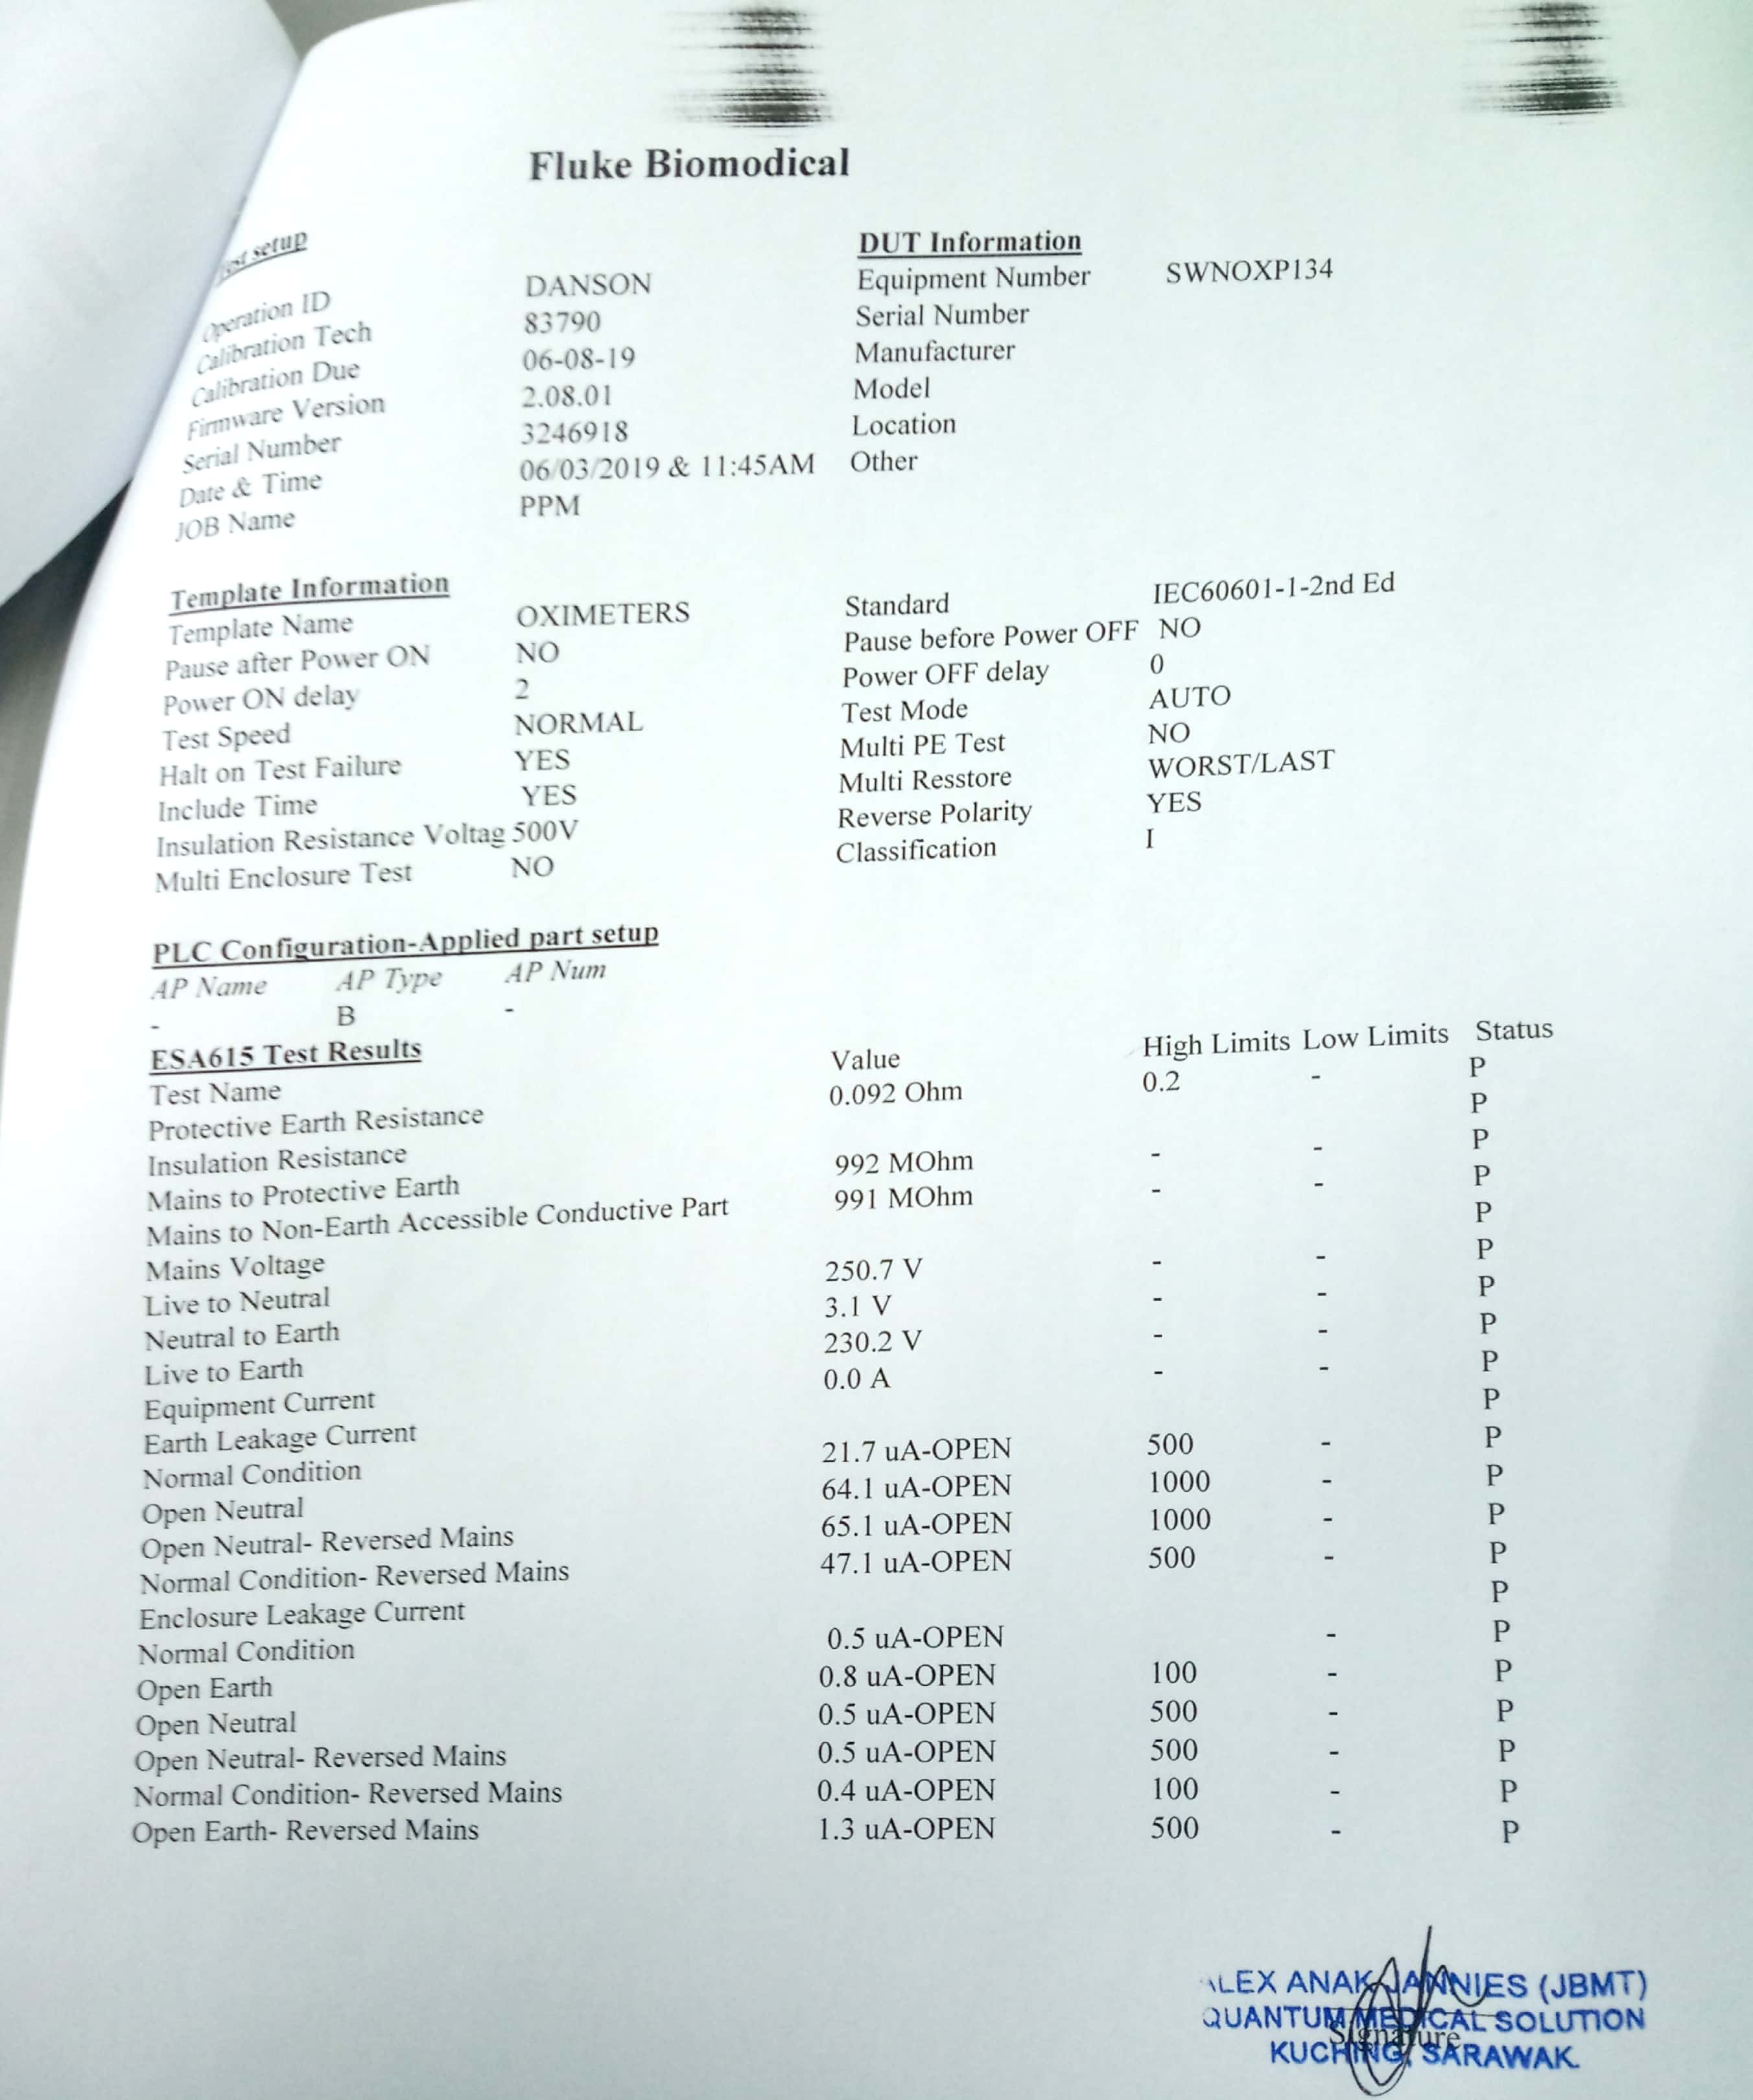 Fluke Biomodical
Test setup
DUT Information
Operation ID DANSON Equipment Number SWNOXP134
Calibration Tech 83790 Serial Number
Calibration Due 06-08-19 Manufacturer
Firmware Version 2.08.01 Model
Serial Number 3246918 Location
Date & Time 06/03/2019 & 11:45AM Other
JOB Name PPM
Template Information
Template Name OXIMETERS Standard IEC60601-1-2nd Ed
Pause after Power ON NO Pause before Power OFF NO
Power ON delay 2 Power OFF delay 0
Test Speed NORMAL Test Mode AUTO
Halt on Test Failure YES Multi PE Test NO
Include Time YES Multi Resstore WORST/LAST
Insulation Resistance Voltag 500V Reverse Polarity YES
Multi Enclosure Test NO Classification I
PLC Configuration-Applied part setup
AP Name AP Type AP Num
- B -
ESA615 Test Results
Test Name Value High Limits Low Limits Status
Protective Earth Resistance 0.092 Ohm 0.2 - P
Insulation Resistance P
Mains to Protective Earth 992 MOhm - - P
Mains to Non-Earth Accessible Conductive Part 991 MOhm - - P
Mains Voltage P
Live to Neutral 250.7 V - - P
Neutral to Earth 3.1 V - - P
Live to Earth 230.2 V - - P
Equipment Current 0.0 A - - P
Earth Leakage Current P
Normal Condition 21.7 uA-OPEN 500 - P
Open Neutral 64.1 uA-OPEN 1000 - P
Open Neutral- Reversed Mains 65.1 uA-OPEN 1000 - P
Normal Condition- Reversed Mains 47.1 uA-OPEN 500 - P
Enclosure Leakage Current P
Normal Condition 0.5 uA-OPEN - P
Open Earth 0.8 uA-OPEN 100 - P
Open Neutral 0.5 uA-OPEN 500 - P
Open Neutral- Reversed Mains 0.5 uA-OPEN 500 - P
Normal Condition- Reversed Mains 0.4 uA-OPEN 100 - P
Open Earth- Reversed Mains 1.3 uA-OPEN 500 - P
ALEX ANAK JANNIES (JBMT)
QUANTUM MEDICAL SOLUTION
Signature
KUCHING, SARAWAK.